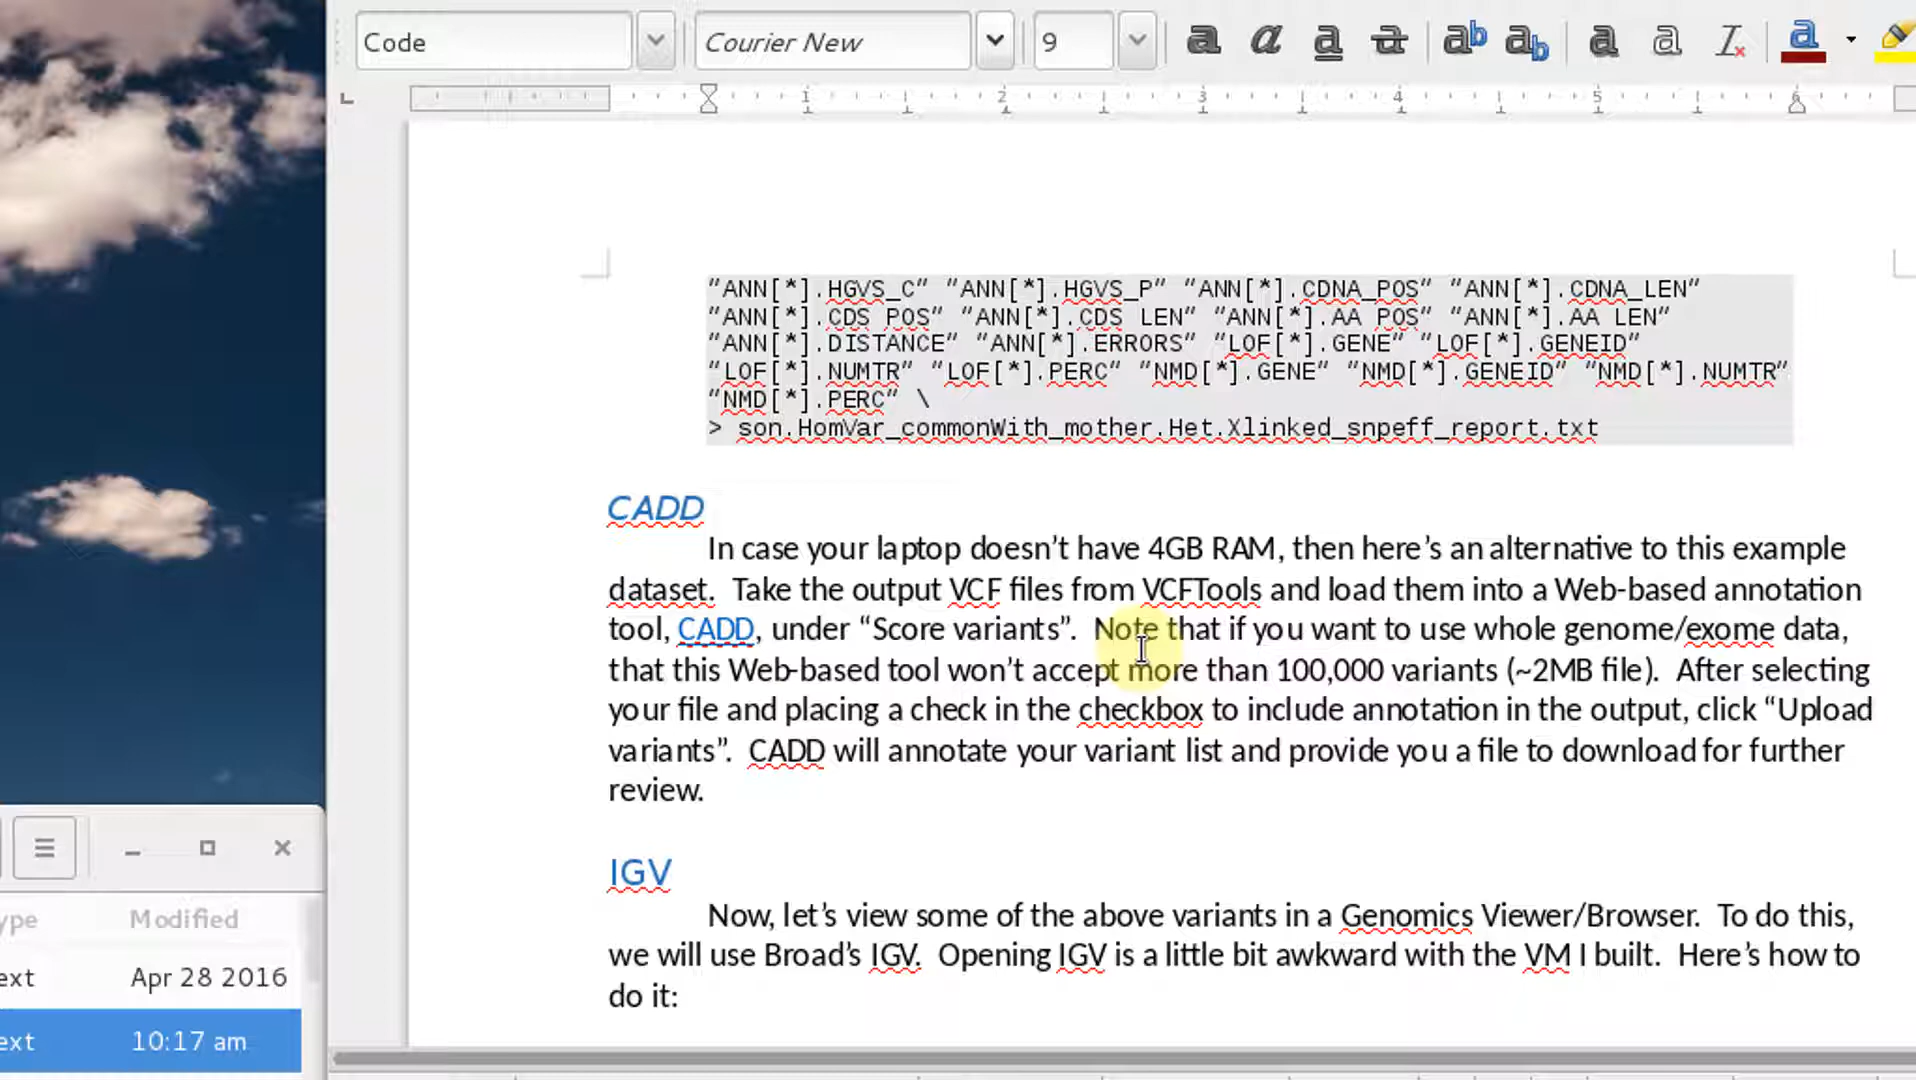 Code
Courier New
9
1 2 3 4 5 6
"ANN[*].HGVS_C" "ANN[*].HGVS_P" "ANN[*].CDNA_POS" "ANN[*].CDNA_LEN"
"ANN[*].CDS_POS" "ANN[*].CDS_LEN" "ANN[*].AA_POS" "ANN[*].AA_LEN"
"ANN[*].DISTANCE" "ANN[*].ERRORS" "LOF[*].GENE" "LOF[*].GENEID"
"LOF[*].NUMTR" "LOF[*].PERC" "NMD[*].GENE" "NMD[*].GENEID" "NMD[*].NUMTR"
"NMD[*].PERC" \
> son.HomVar_commonWith_mother.Het.Xlinked_snpeff_report.txt
CADD
In case your laptop doesn’t have 4GB RAM, then here’s an alternative to this example
dataset.  Take the output VCF files from VCFTools and load them into a Web-based annotation
tool, CADD, under “Score variants”.  Note that if you want to use whole genome/exome data,
that this Web-based tool won’t accept more than 100,000 variants (~2MB file).  After selecting
your file and placing a check in the checkbox to include annotation in the output, click “Upload
variants”.  CADD will annotate your variant list and provide you a file to download for further
review.
IGV
Now, let’s view some of the above variants in a Genomics Viewer/Browser.  To do this,
we will use Broad’s IGV.  Opening IGV is a little bit awkward with the VM I built.  Here’s how to
do it:
ype Modified
ext Apr 28 2016
ext 10:17 am